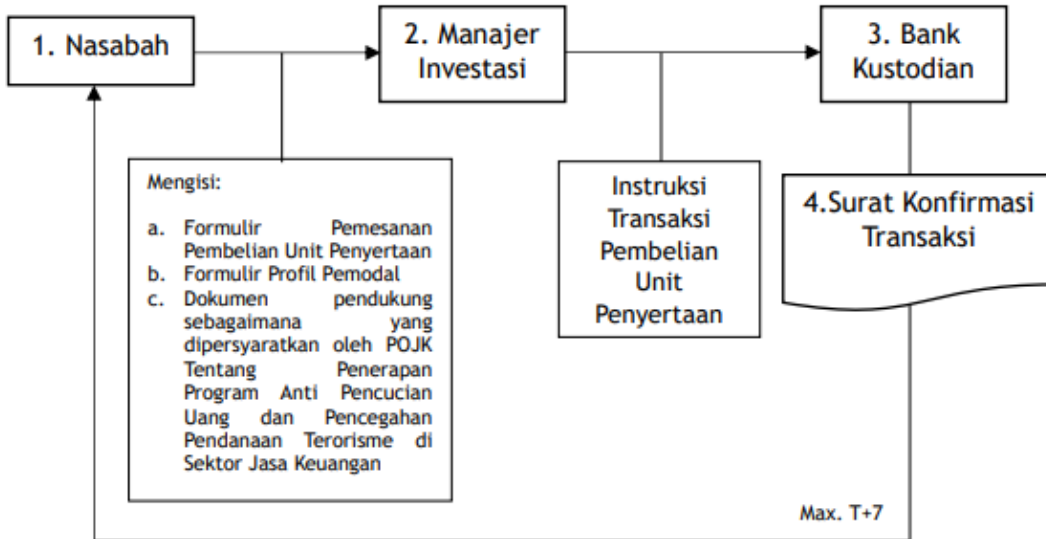 1. Nasabah
2. Manajer
Investasi
3. Bank
Kustodian
Mengisi:
a. Formulir Pemesanan
Pembelian Unit Penyertaan
b. Formulir Profil Pemodal
c. Dokumen pendukung
sebagaimana yang
dipersyaratkan oleh POJK
Tentang Penerapan
Program Anti Pencucian
Uang dan Pencegahan
Pendanaan Terorisme di
Sektor Jasa Keuangan
Instruksi
Transaksi
Pembelian
Unit
Penyertaan
4.Surat Konfirmasi
Transaksi
Max. T+7